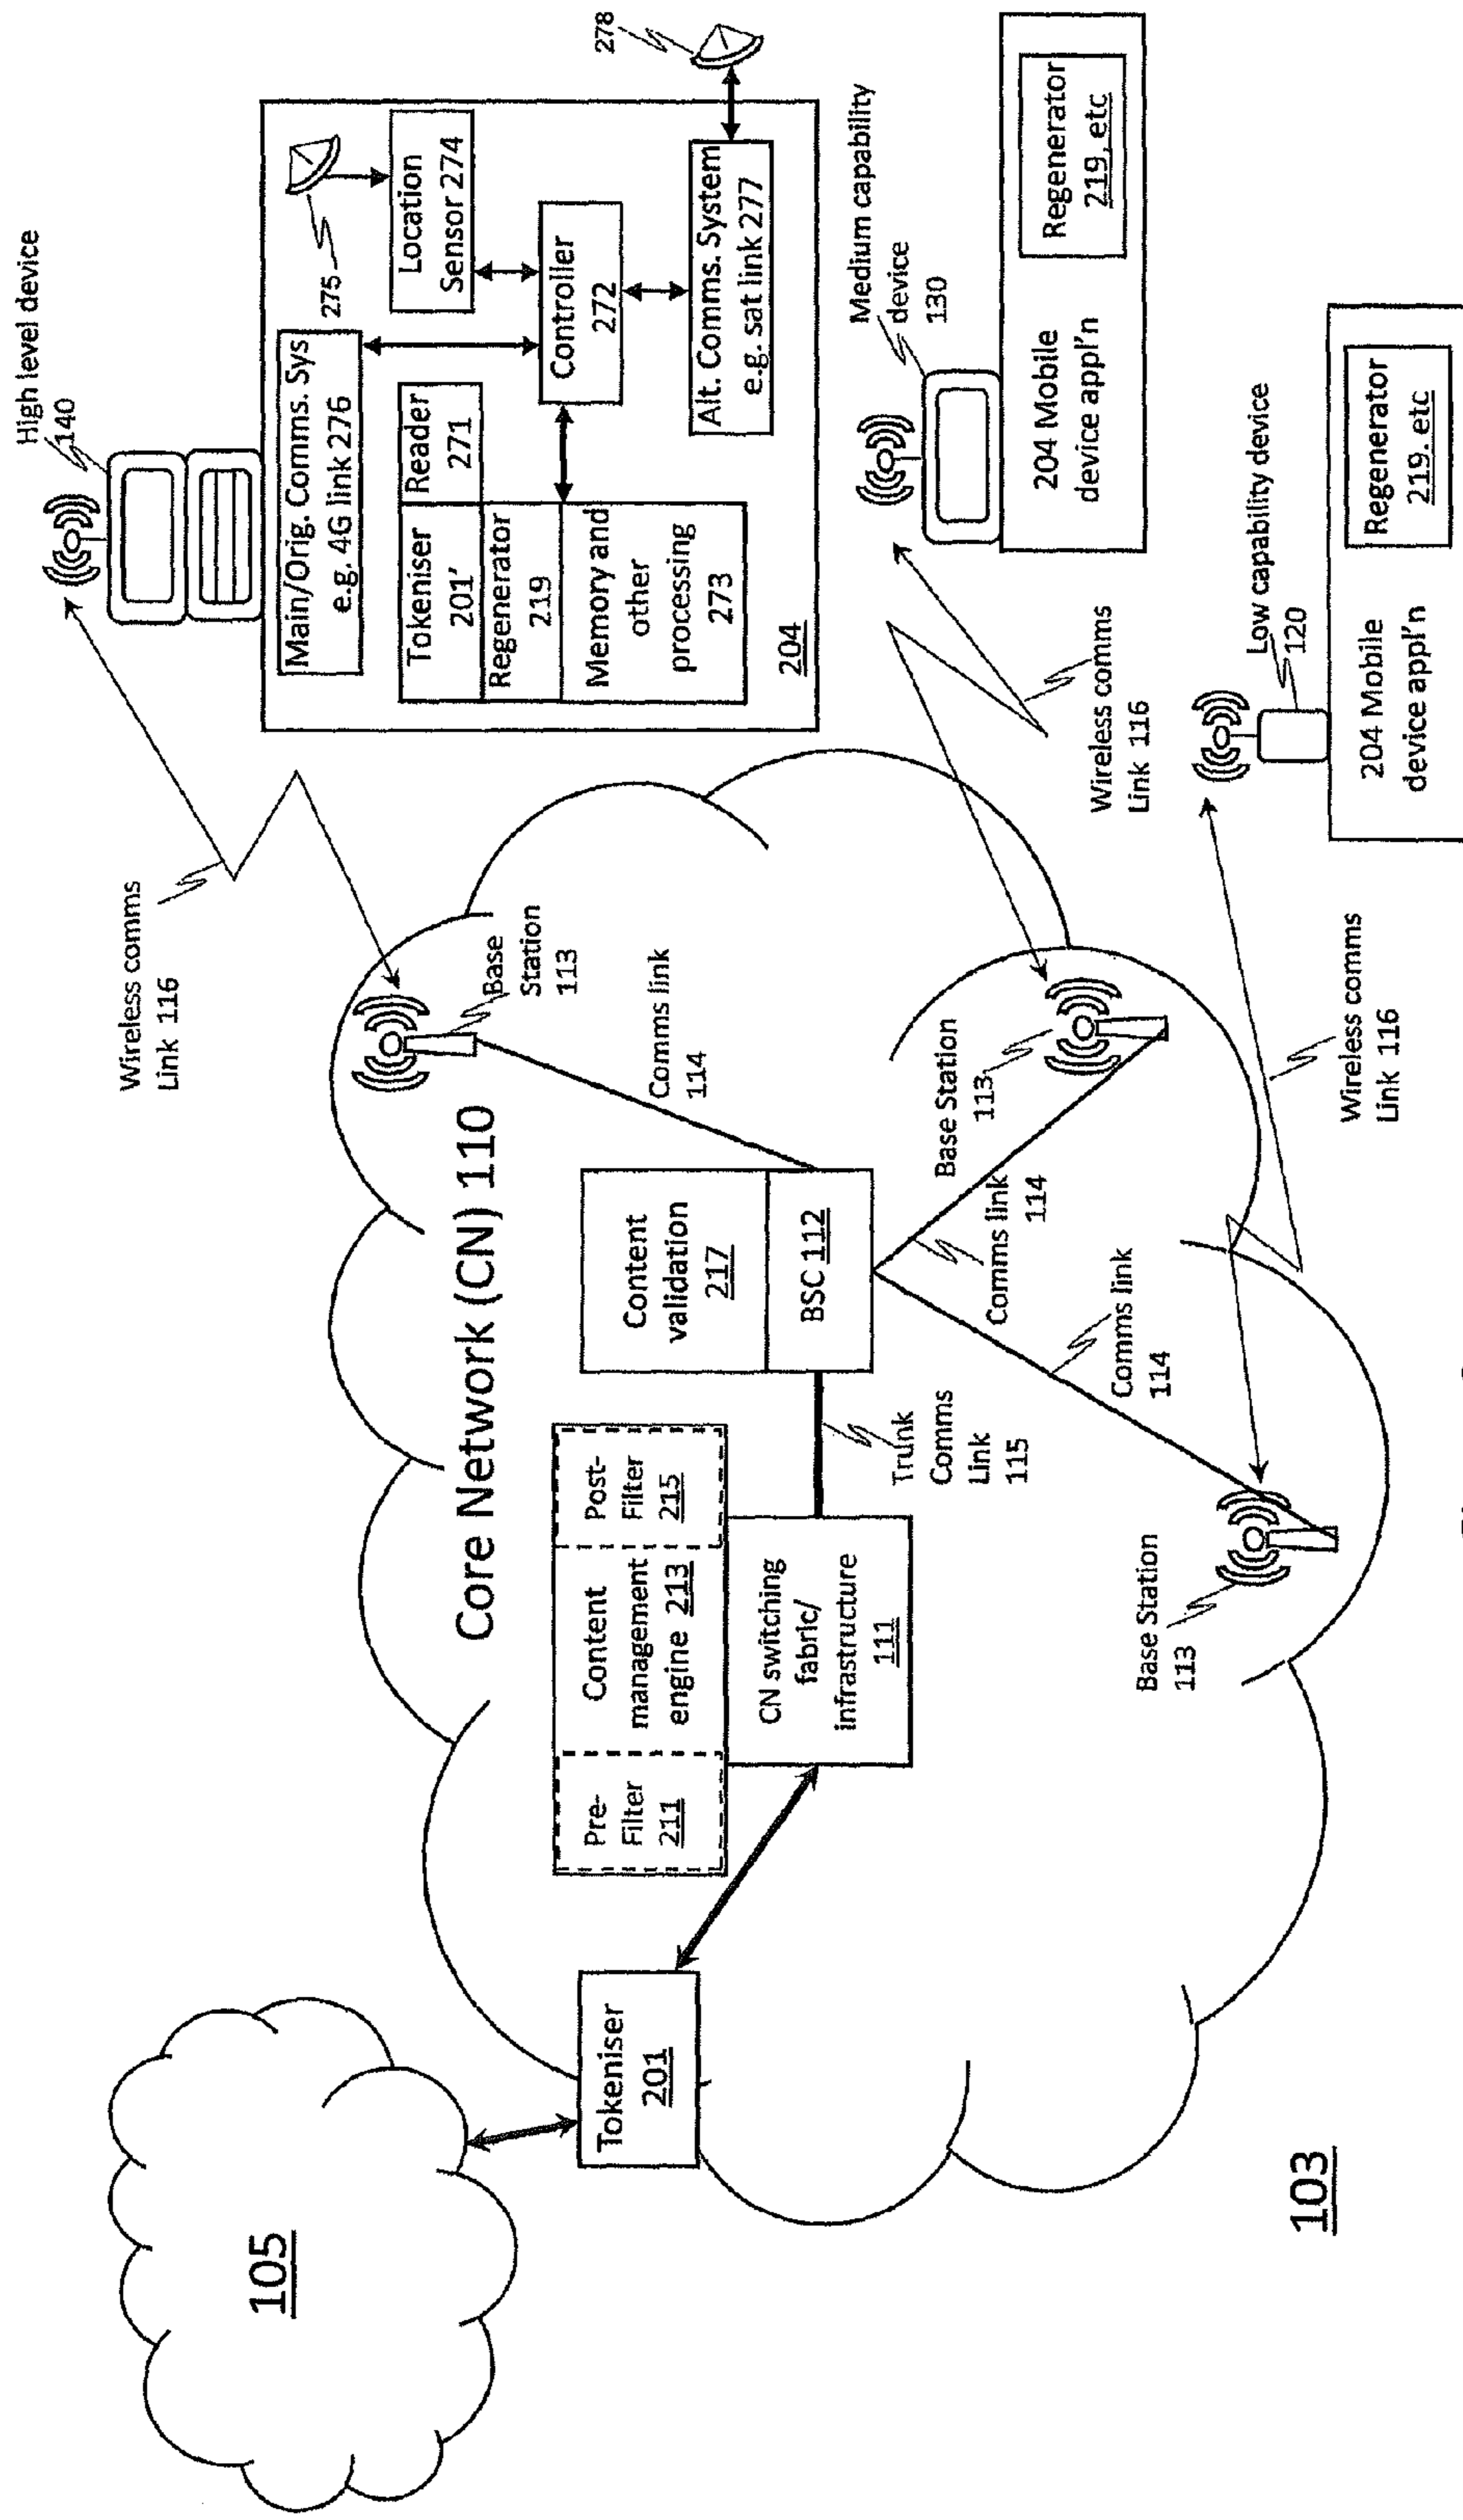 High level device
140
278
275
Main/Orig. Comms. Sys
e.g. 4G link 276
Location
Sensor 274
Tokeniser
201'
Reader
271
Regenerator
219
Memory and
other
processing
273
Controller
272
Alt. Comms. System
e.g. sat link 277
204
Medium capability
device
130
204 Mobile
device appl'n
Regenerator
219, etc
Low capability device
120
204 Mobile
device appl'n
Regenerator
219. etc
Wireless comms
Link 116
Wireless comms
Link 116
Wireless comms
Link 116
Core Network (CN) 110
Base
Station
113
Comms link
114
Content
validation
217
BSC 112
Base Station
113
Comms link
114
Comms link
114
Base Station
113
Trunk
Comms
Link
115
Pre-
Filter
211
Content
management
engine 213
Post-
Filter
215
CN switching
fabric/
infrastructure
111
Tokeniser
201
105
103